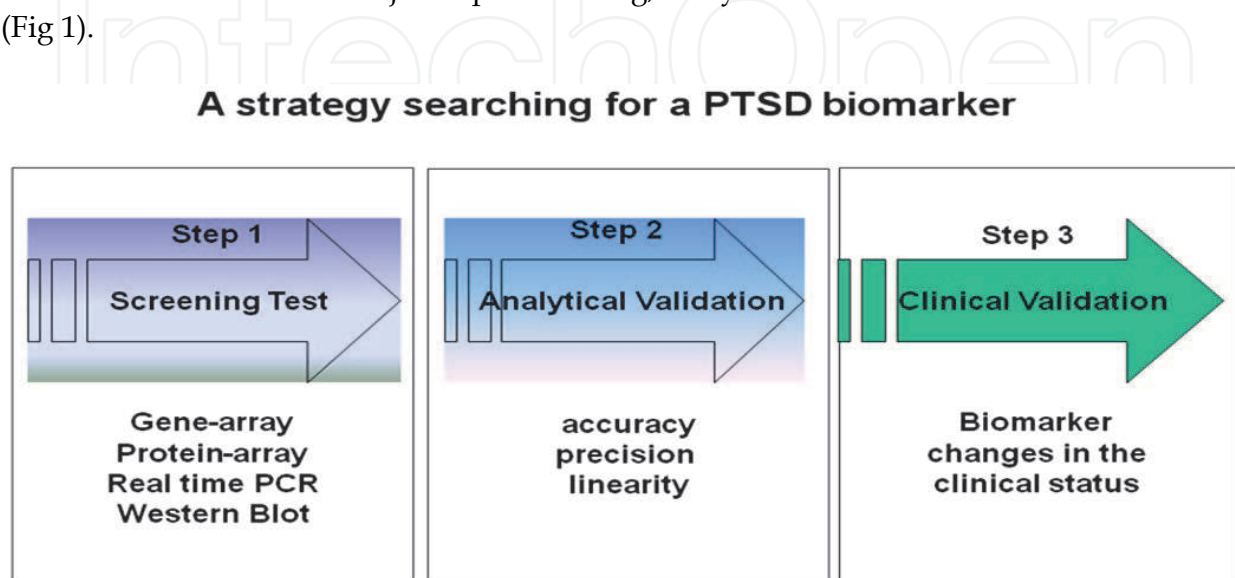 (Fig 1).
IntechOpen
A strategy searching for a PTSD biomarker
Step 1
Screening Test
Gene-array
Protein-array
Real time PCR
Western Blot
Step 2
Analytical Validation
accuracy
precision
linearity
Step 3
Clinical Validation
Biomarker
changes in the
clinical status